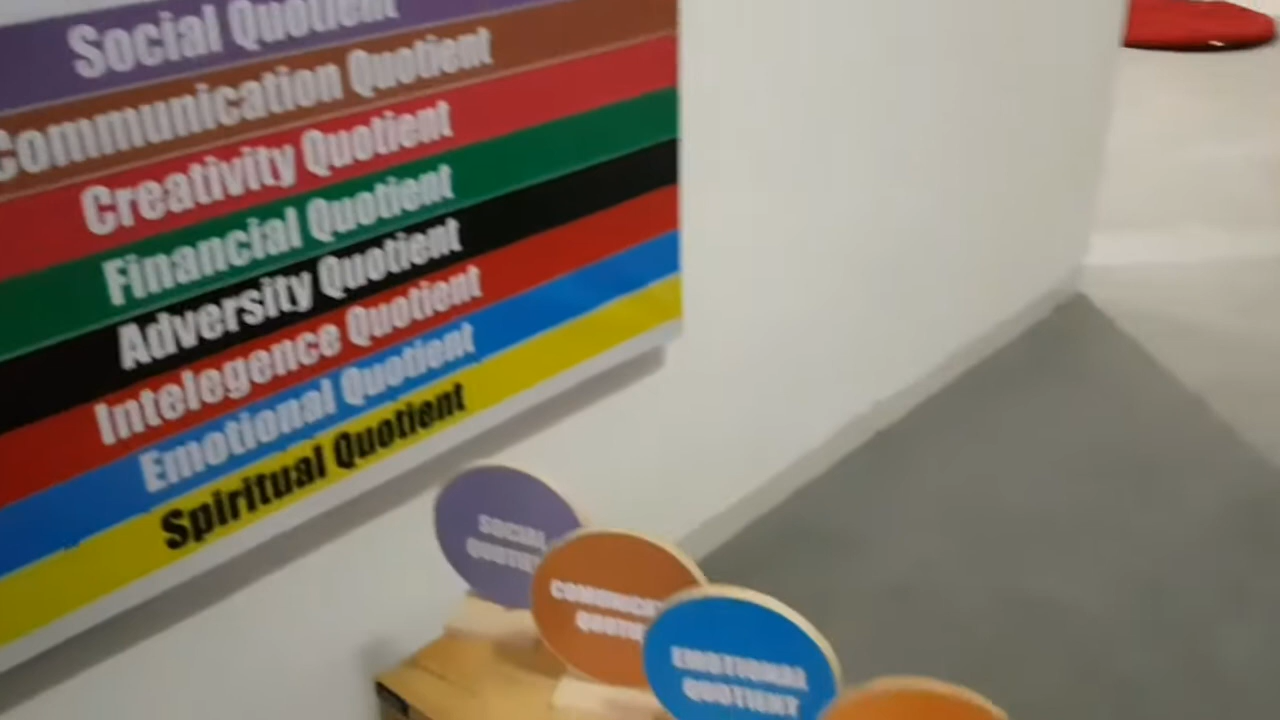 Social Quotient
Communication Quotient
Creativity Quotient
Financial Quotient
Adversity Quotient
Intelegence Quotient
Emotional Quotient
Spiritual Quotient
SOCIAL
EMOTIONAL
QUOTIENT